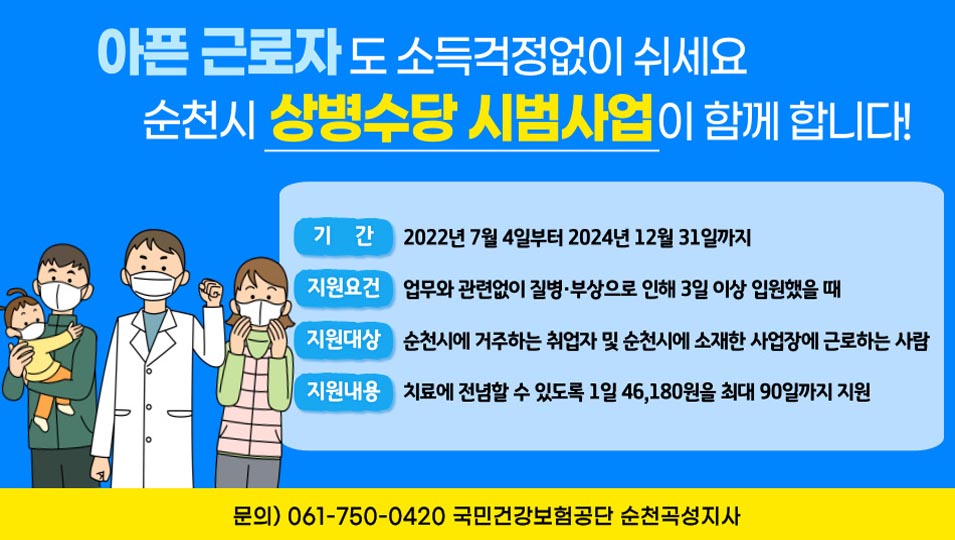 아픈 근로자도 소득걱정없이 쉬세요
순천시 상병수당 시범사업이 함께 합니다!
기 간 2022년 7월 4일부터 2024년 12월 31일까지
지원요건 업무와 관련없이 질병·부상으로 인해 3일 이상 입원했을 때
지원대상 순천시에 거주하는 취업자 및 순천시에 소재한 사업장에 근로하는 사람
지원내용 치료에 전념할 수 있도록 1일 46,180원을 최대 90일까지 지원
문의) 061-750-0420 국민건강보험공단 순천곡성지사